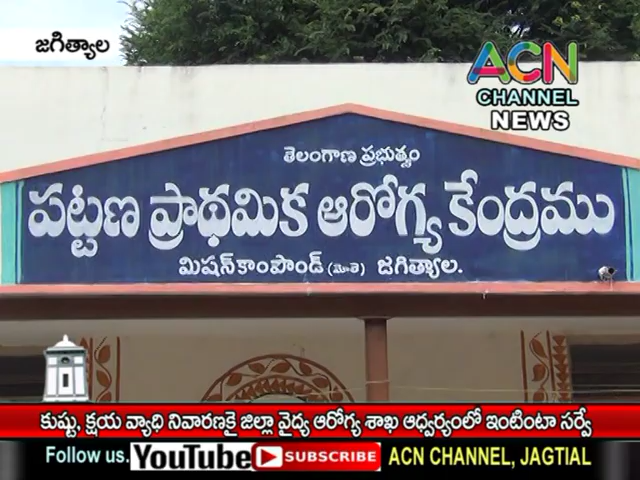 జగిత్యాల
ACN
CHANNEL
NEWS
తెలంగాణ ప్రభుత్వం
పట్టణ ప్రాథమిక ఆరోగ్య కేంద్రము
మిషన్ కాంపొండ్ (మోతె) జగిత్యాల.
కుష్టు, క్షయ వ్యాధి నివారణకై జిల్లా వైద్య ఆరోగ్య శాఖ ఆధ్వర్యంలో ఇంటింటా సర్వే
Follow us. YouTube SUBSCRIBE ACN CHANNEL, JAGTIAL